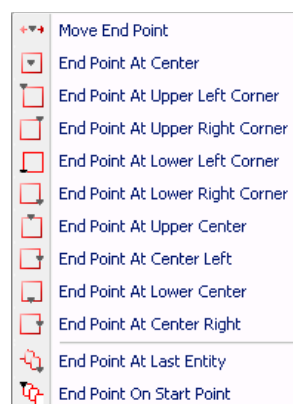 Move End Point
End Point At Center
End Point At Upper Left Corner
End Point At Upper Right Corner
End Point At Lower Left Corner
End Point At Lower Right Corner
End Point At Upper Center
End Point At Center Left
End Point At Lower Center
End Point At Center Right
End Point At Last Entity
End Point On Start Point